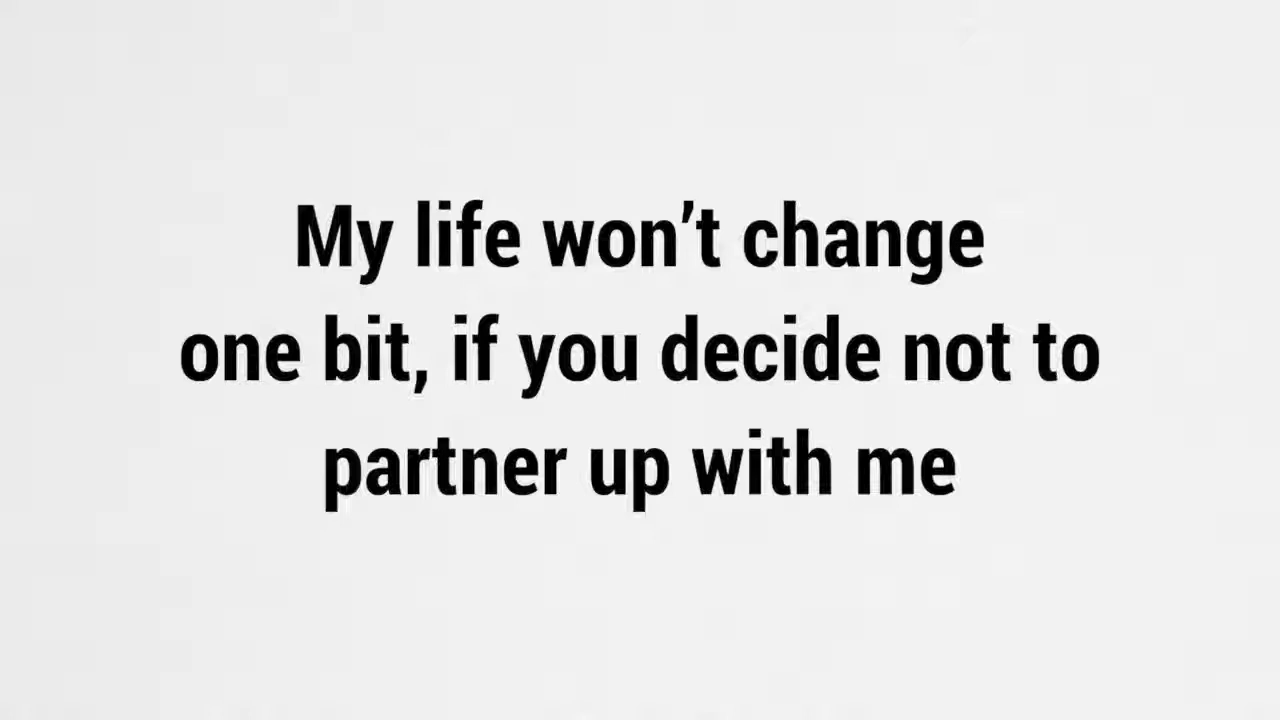 My life won’t change
one bit, if you decide not to
partner up with me